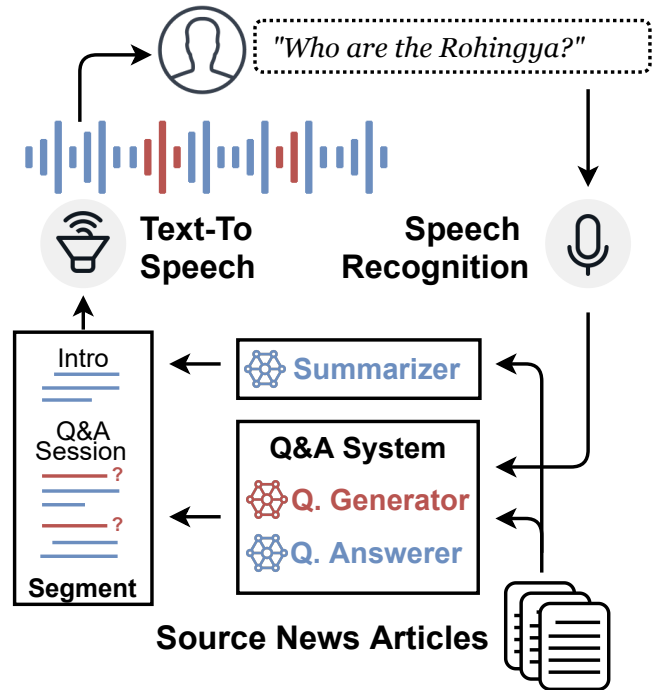 "Who are the Rohingya?"
Text-To
Speech
Speech
Recognition
Intro
Q&A
Session
?
?
Segment
Summarizer
Q&A System
Q. Generator
Q. Answerer
Source News Articles